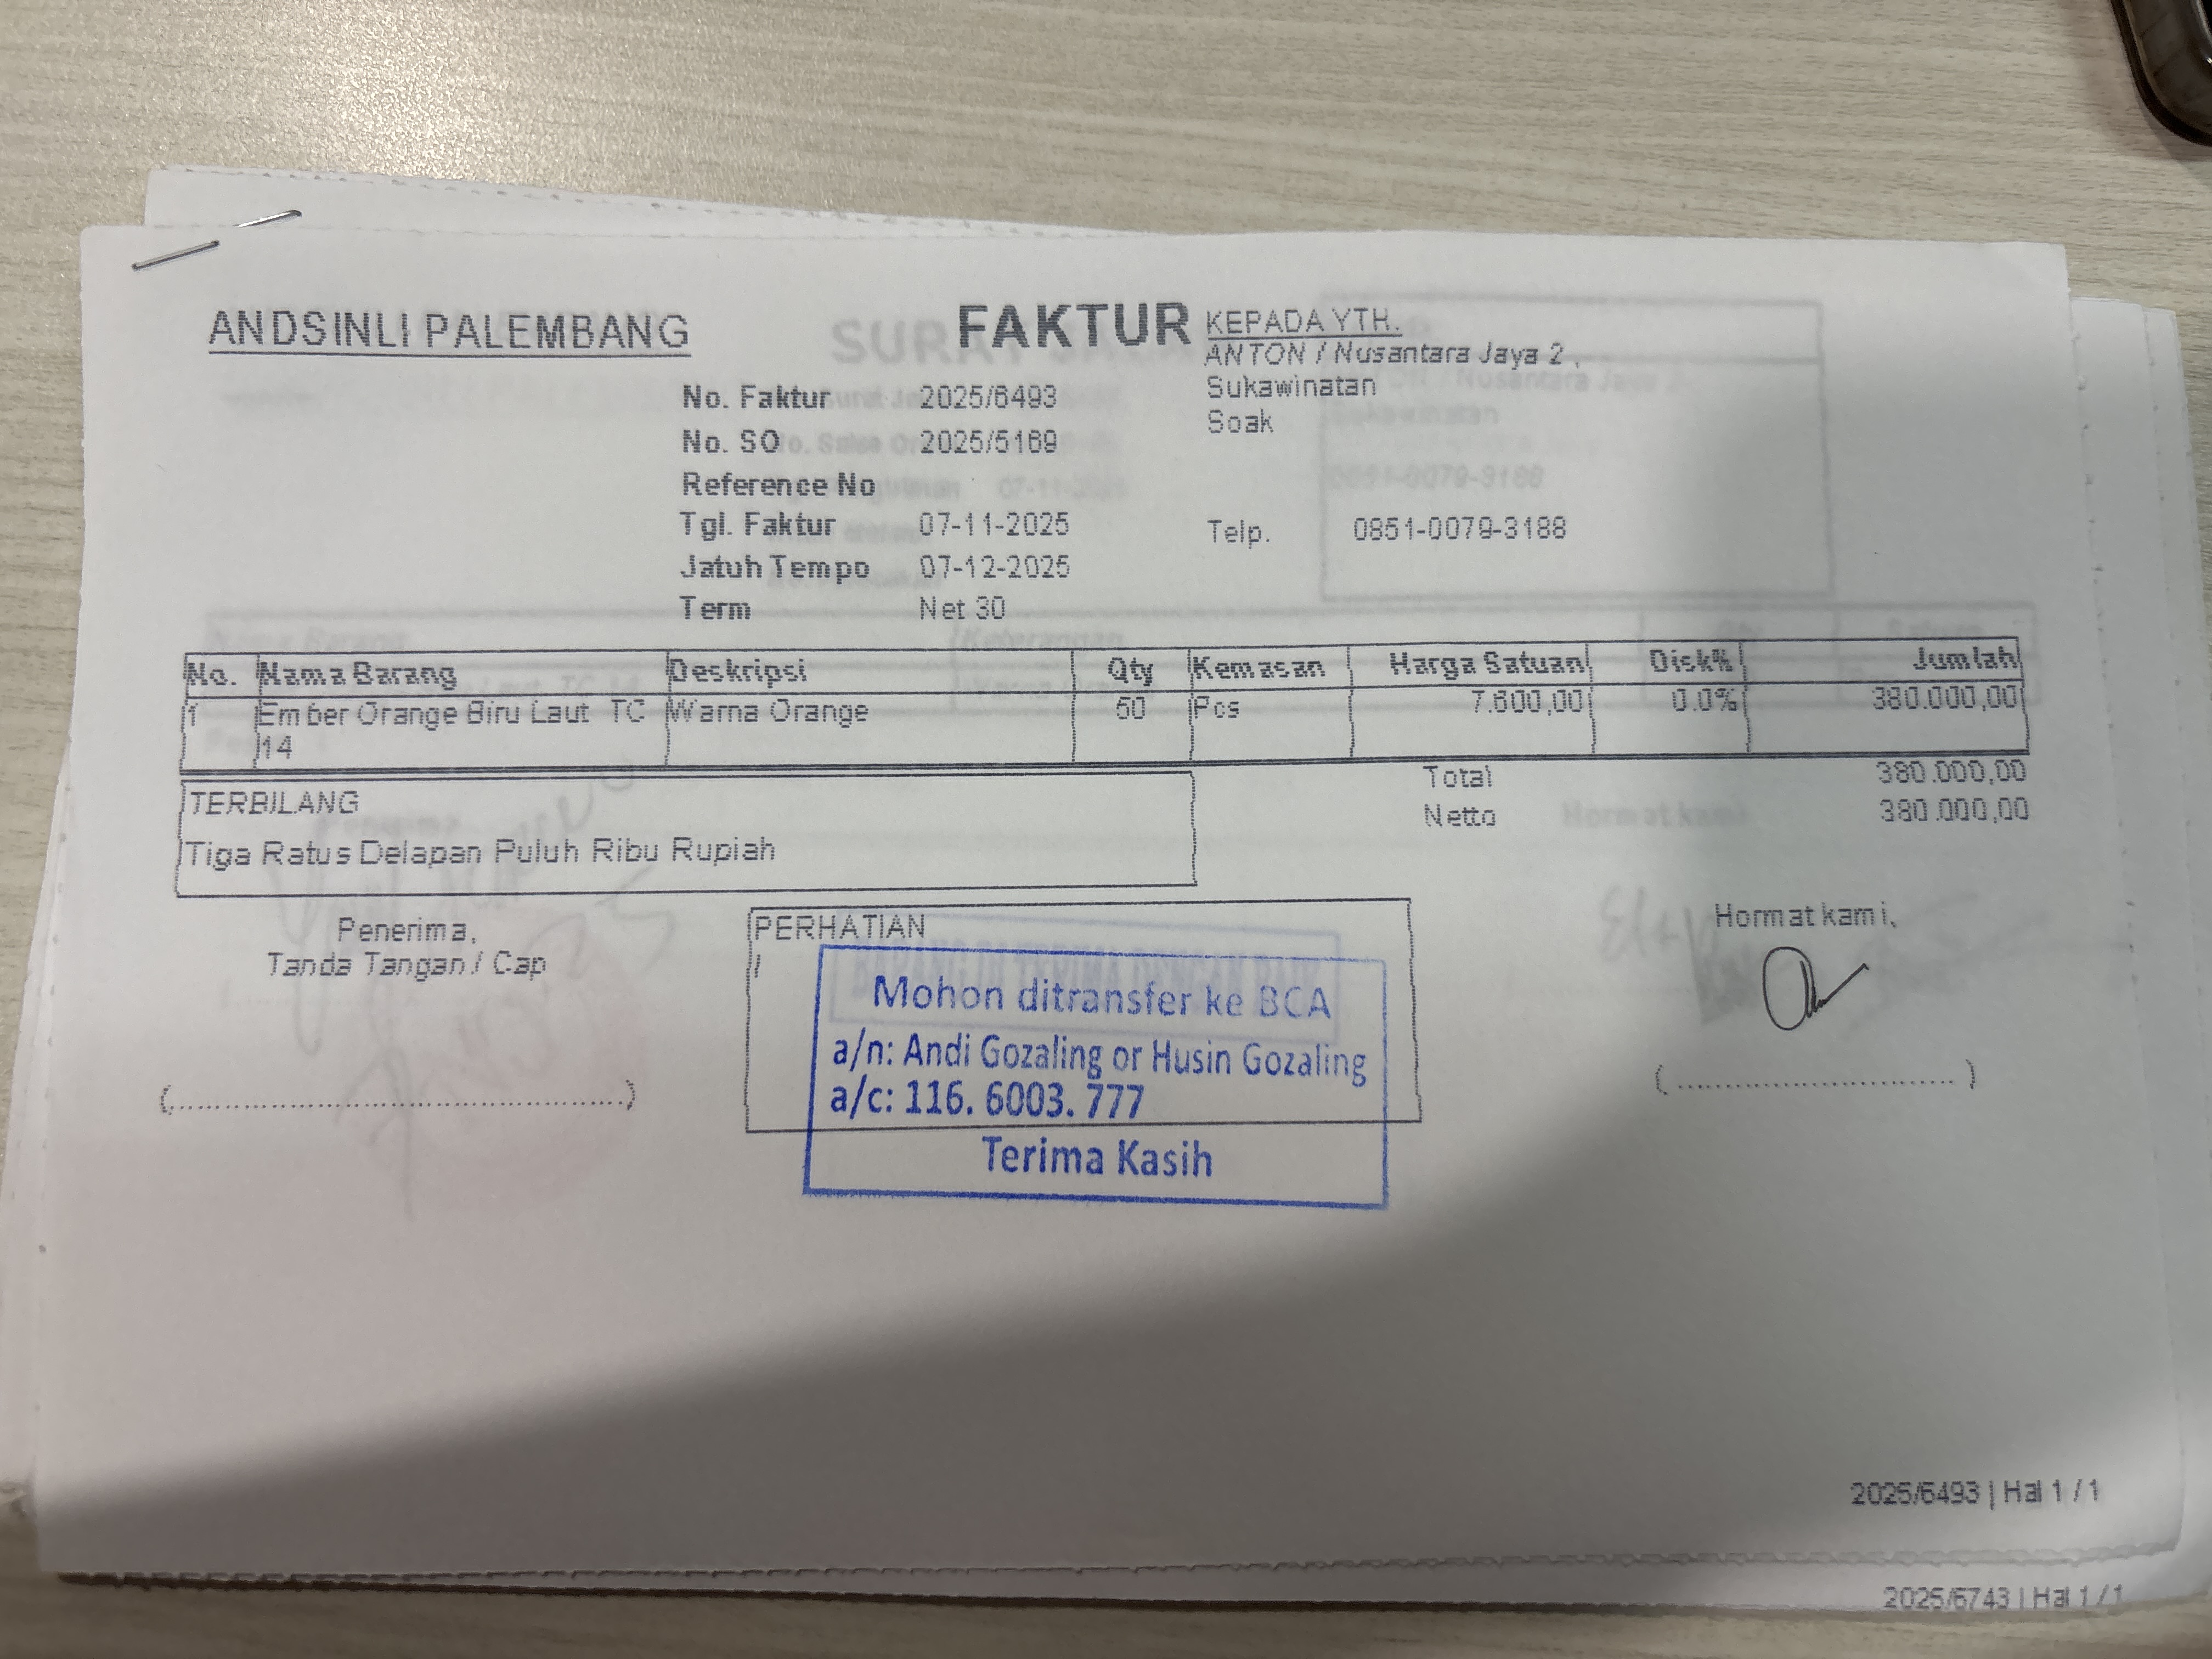 ANDSINLI PALEMBANG
FAKTUR
KEPADA YTH.
ANTON / Nusantara Jaya 2 ,
Sukawinatan
Soak
Telp. 0851-0079-3188
No. Faktur 2025/6493
No. SO 2025/5169
Reference No
Tgl. Faktur 07-11-2025
Jatuh Tempo 07-12-2025
Term Net 30
No. Nama Barang Deskripsi Qty Kemasan Harga Satuan Disk% Jumlah
1 Ember Orange Biru Laut TC Warna Orange 50 Pcs 7.600,00 0.0% 380.000,00
14
Total 380.000,00
Netto 380.000,00
TERBILANG
Tiga Ratus Delapan Puluh Ribu Rupiah
Penerima,
Tanda Tangan / Cap
(..............................................)
PERHATIAN
Mohon ditransfer ke BCA
a/n: Andi Gozaling or Husin Gozaling
a/c: 116. 6003. 777
Terima Kasih
Hormat kami,
( ............................. )
2025/6493 | Hal 1 / 1
2025/6743 | Hal 1 / 1